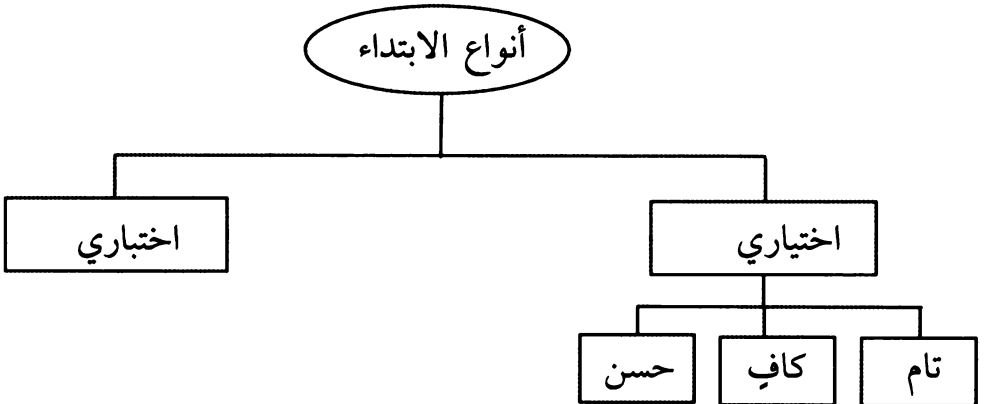 أنواع الابتداء
اختياري
اختباري
تام
كافٍ
حسن